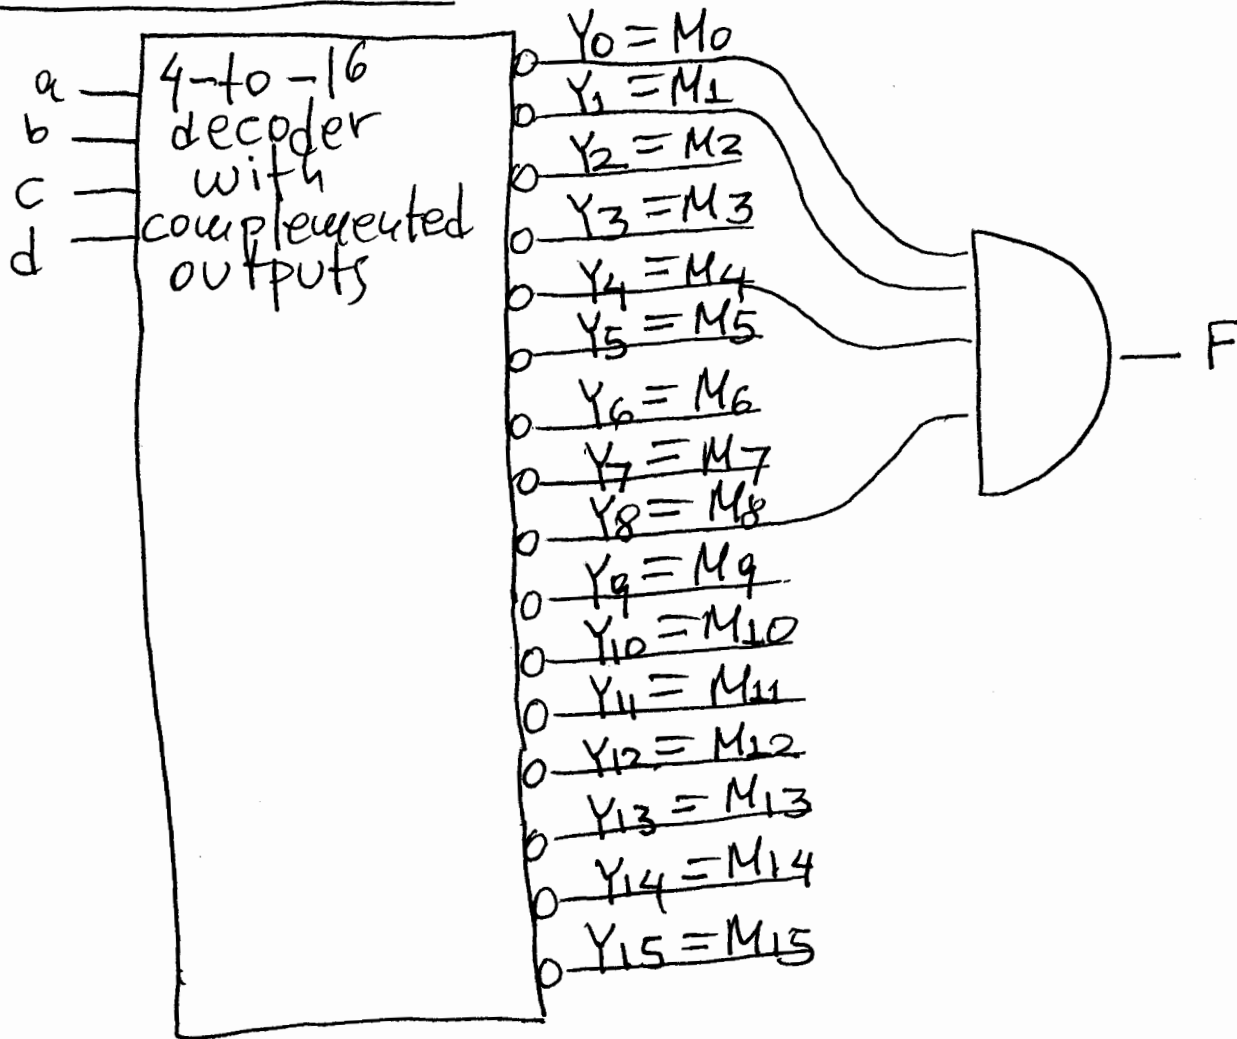 a
b
c
d
4-to-16
decoder
with
complemented
outputs
Y0 = M0
Y1 = M1
Y2 = M2
Y3 = M3
Y4 = M4
Y5 = M5
Y6 = M6
Y7 = M7
Y8 = M8
Y9 = M9
Y10 = M10
Y11 = M11
Y12 = M12
Y13 = M13
Y14 = M14
Y15 = M15
F